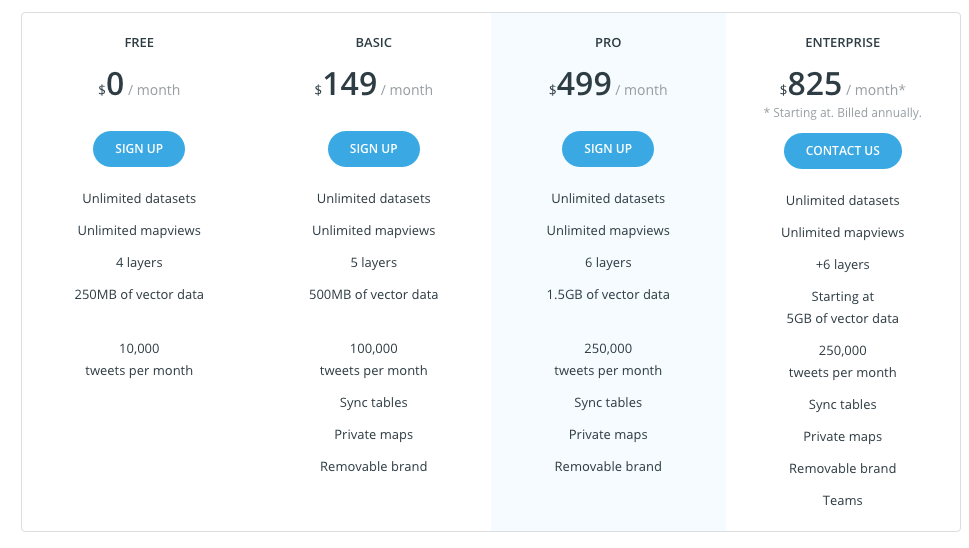 FREE
$0 / month
SIGN UP
Unlimited datasets
Unlimited mapviews
4 layers
250MB of vector data
10,000
tweets per month
BASIC
$149 / month
SIGN UP
Unlimited datasets
Unlimited mapviews
5 layers
500MB of vector data
100,000
tweets per month
Sync tables
Private maps
Removable brand
PRO
$499 / month
SIGN UP
Unlimited datasets
Unlimited mapviews
6 layers
1.5GB of vector data
250,000
tweets per month
Sync tables
Private maps
Removable brand
ENTERPRISE
$825 / month*
* Starting at. Billed annually.
CONTACT US
Unlimited datasets
Unlimited mapviews
+6 layers
Starting at
5GB of vector data
250,000
tweets per month
Sync tables
Private maps
Removable brand
Teams